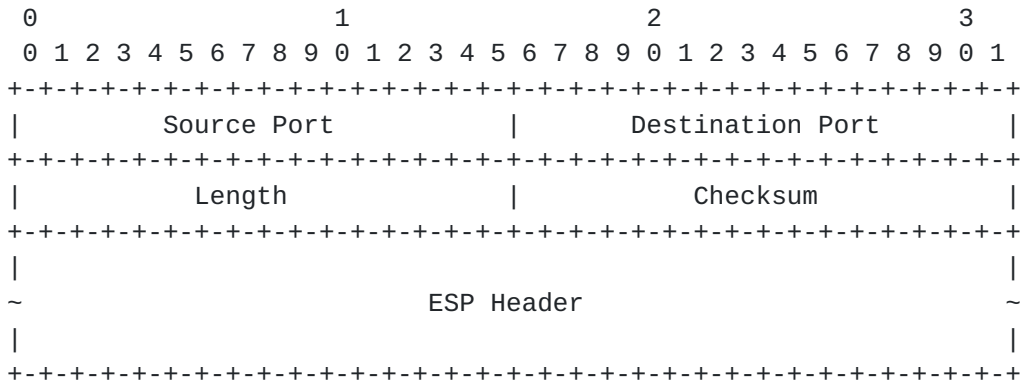 0                   1                   2                   3
 0 1 2 3 4 5 6 7 8 9 0 1 2 3 4 5 6 7 8 9 0 1 2 3 4 5 6 7 8 9 0 1
+-+-+-+-+-+-+-+-+-+-+-+-+-+-+-+-+-+-+-+-+-+-+-+-+-+-+-+-+-+-+-+-+
|         Source Port           |       Destination Port        |
+-+-+-+-+-+-+-+-+-+-+-+-+-+-+-+-+-+-+-+-+-+-+-+-+-+-+-+-+-+-+-+-+
|           Length              |           Checksum            |
+-+-+-+-+-+-+-+-+-+-+-+-+-+-+-+-+-+-+-+-+-+-+-+-+-+-+-+-+-+-+-+-+
|                                                               |
~                          ESP Header                           ~
|                                                               |
+-+-+-+-+-+-+-+-+-+-+-+-+-+-+-+-+-+-+-+-+-+-+-+-+-+-+-+-+-+-+-+-+